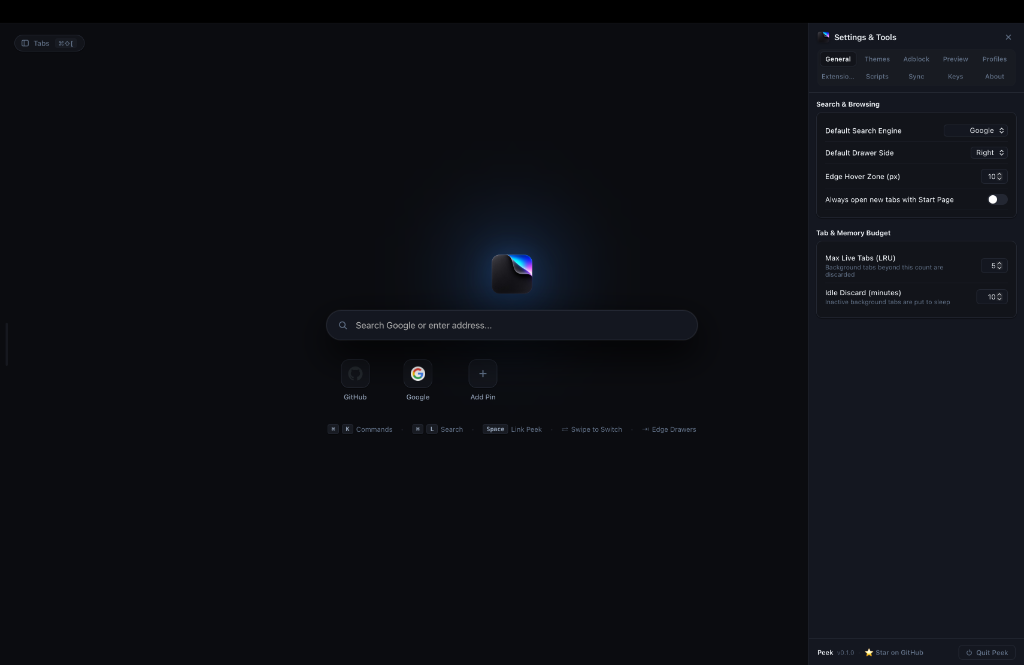 Tabs ⌘⇧[
Settings & Tools
General Themes Adblock Preview Profiles
Extensio... Scripts Sync Keys About
Search & Browsing
Default Search Engine Google
Default Drawer Side Right
Edge Hover Zone (px) 10
Always open new tabs with Start Page
Tab & Memory Budget
Max Live Tabs (LRU) 5
Background tabs beyond this count are
discarded
Idle Discard (minutes) 10
Inactive background tabs are put to sleep
Search Google or enter address...
GitHub Google Add Pin
⌘ K Commands · ⌘ L Search · Space Link Peek · Swipe to Switch · Edge Drawers
Peek v3.1.0 ⭐ Star on GitHub Quit Peek